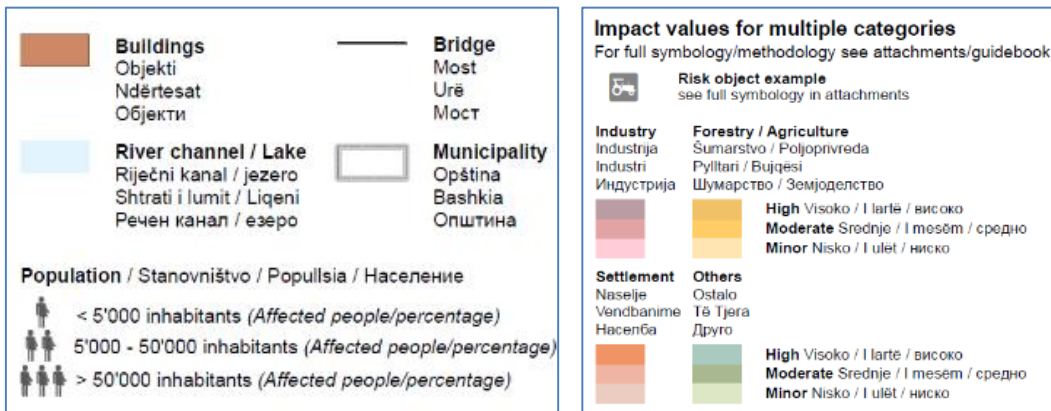 Buildings
Objekti
Ndërtesat
Објекти
Bridge
Most
Urë
Мост
River channel / Lake
Riječni kanal / jezero
Shtrati i lumit / Liqeni
Речен канал / езеро
Municipality
Opština
Bashkia
Општина
Population / Stanovništvo / Popullsia / Население
< 5'000 inhabitants (Affected people/percentage)
5'000 - 50'000 inhabitants (Affected people/percentage)
> 50'000 inhabitants (Affected people/percentage)
Impact values for multiple categories
For full symbology/methodology see attachments/guidebook
Risk object example
see full symbology in attachments
Industry
Industrija
Industri
Индустрија
Forestry / Agriculture
Šumarstvo / Poljoprivreda
Pylltari / Bujqësi
Шумарство / Земјоделство
High Visoko / I lartë / високо
Moderate Srednje / I mesëm / средно
Minor Nisko / I ulët / ниско
Settlement
Naselje
Vendbanime
Населба
Others
Ostalo
Të Tjera
Друго
High Visoko / I lartë / високо
Moderate Srednje / I mesëm / средно
Minor Nisko / I ulët / ниско